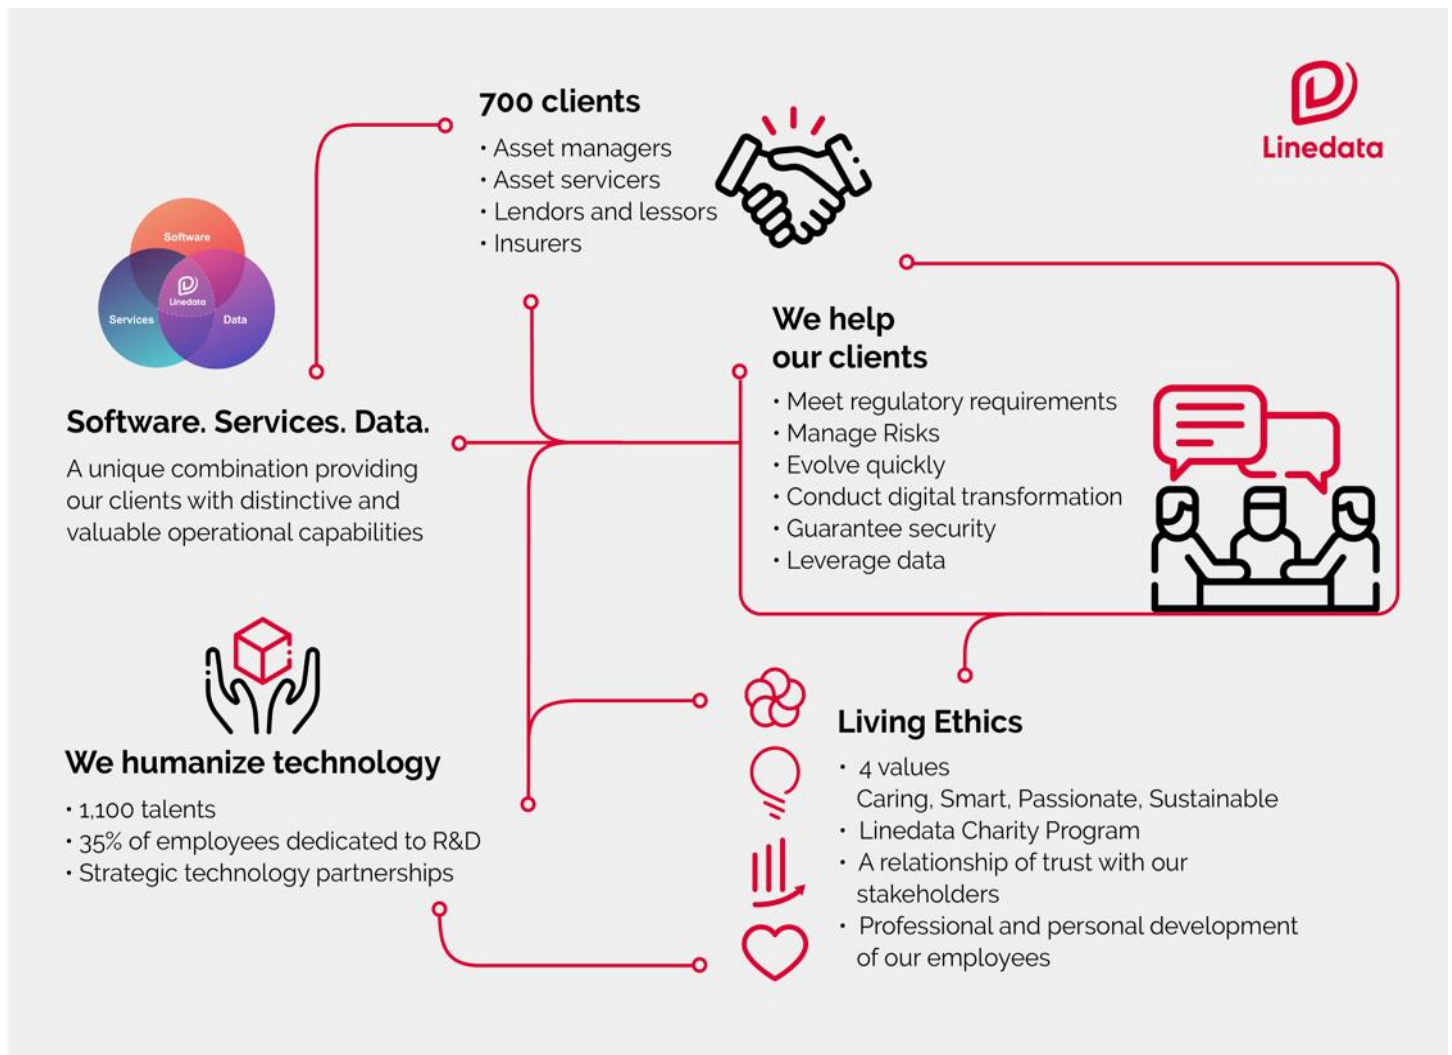 700 clients
• Asset managers
• Asset servicers
• Lendors and lessors
• Insurers
Linedata
Software
Linedata
Services
Data
Software. Services. Data.
A unique combination providing
our clients with distinctive and
valuable operational capabilities
We help
our clients
• Meet regulatory requirements
• Manage Risks
• Evolve quickly
• Conduct digital transformation
• Guarantee security
• Leverage data
We humanize technology
• 1,100 talents
• 35% of employees dedicated to R&D
• Strategic technology partnerships
Living Ethics
• 4 values
Caring, Smart, Passionate, Sustainable
• Linedata Charity Program
• A relationship of trust with our
stakeholders
• Professional and personal development
of our employees